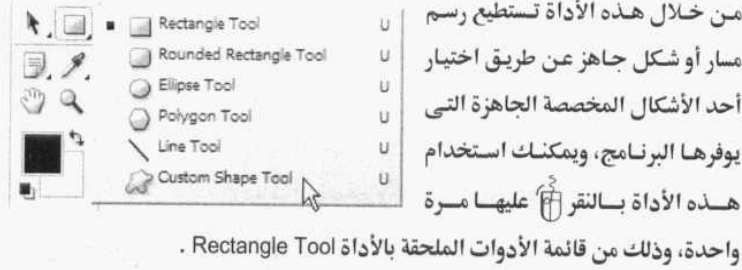 من خلال هذه الأداة تستطيع رسم
مسار أو شكل جاهز عن طريق اختيار
أحد الأشكال المخصصة الجاهزة التى
يوفرها البرنامج، ويمكنك استخدام
هذه الأداة بالنقر عليها مرة
واحدة، وذلك من قائمة الأدوات الملحقة بالأداة Rectangle Tool .
Rectangle Tool U
Rounded Rectangle Tool U
Ellipse Tool U
Polygon Tool U
Line Tool U
Custom Shape Tool U